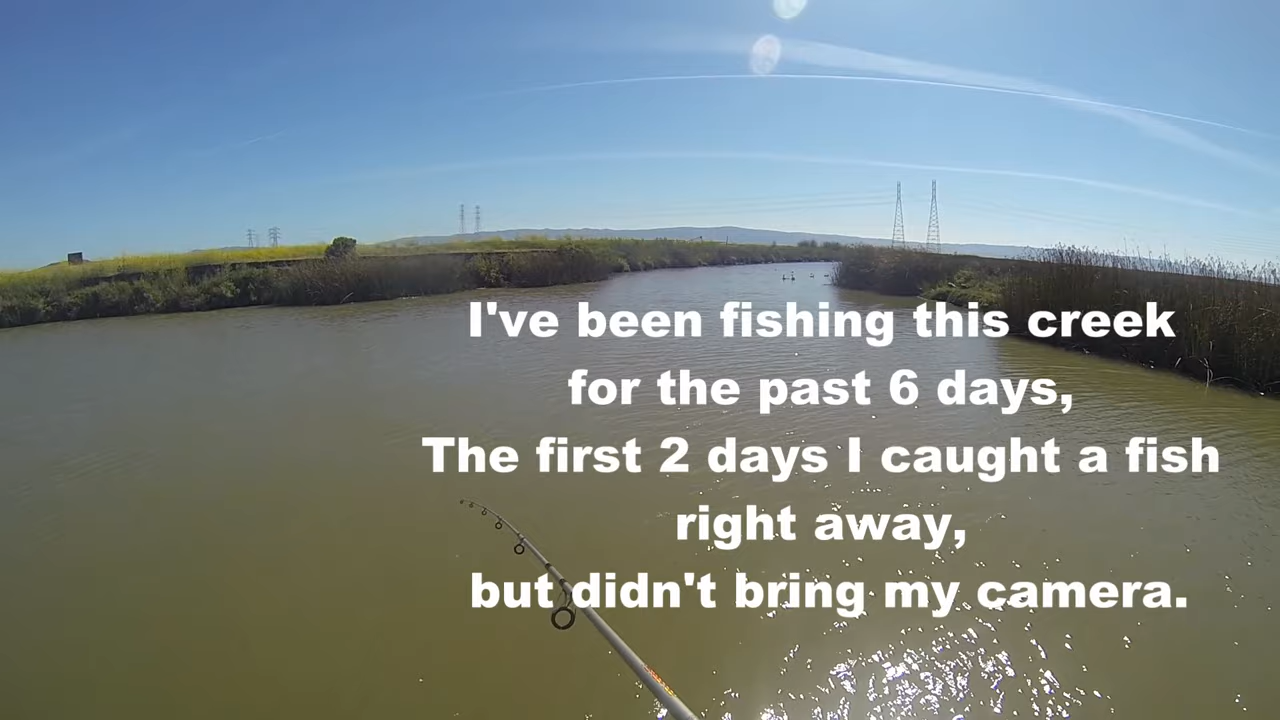 I've been fishing this creek
for the past 6 days,
The first 2 days I caught a fish
right away,
but didn't bring my camera.